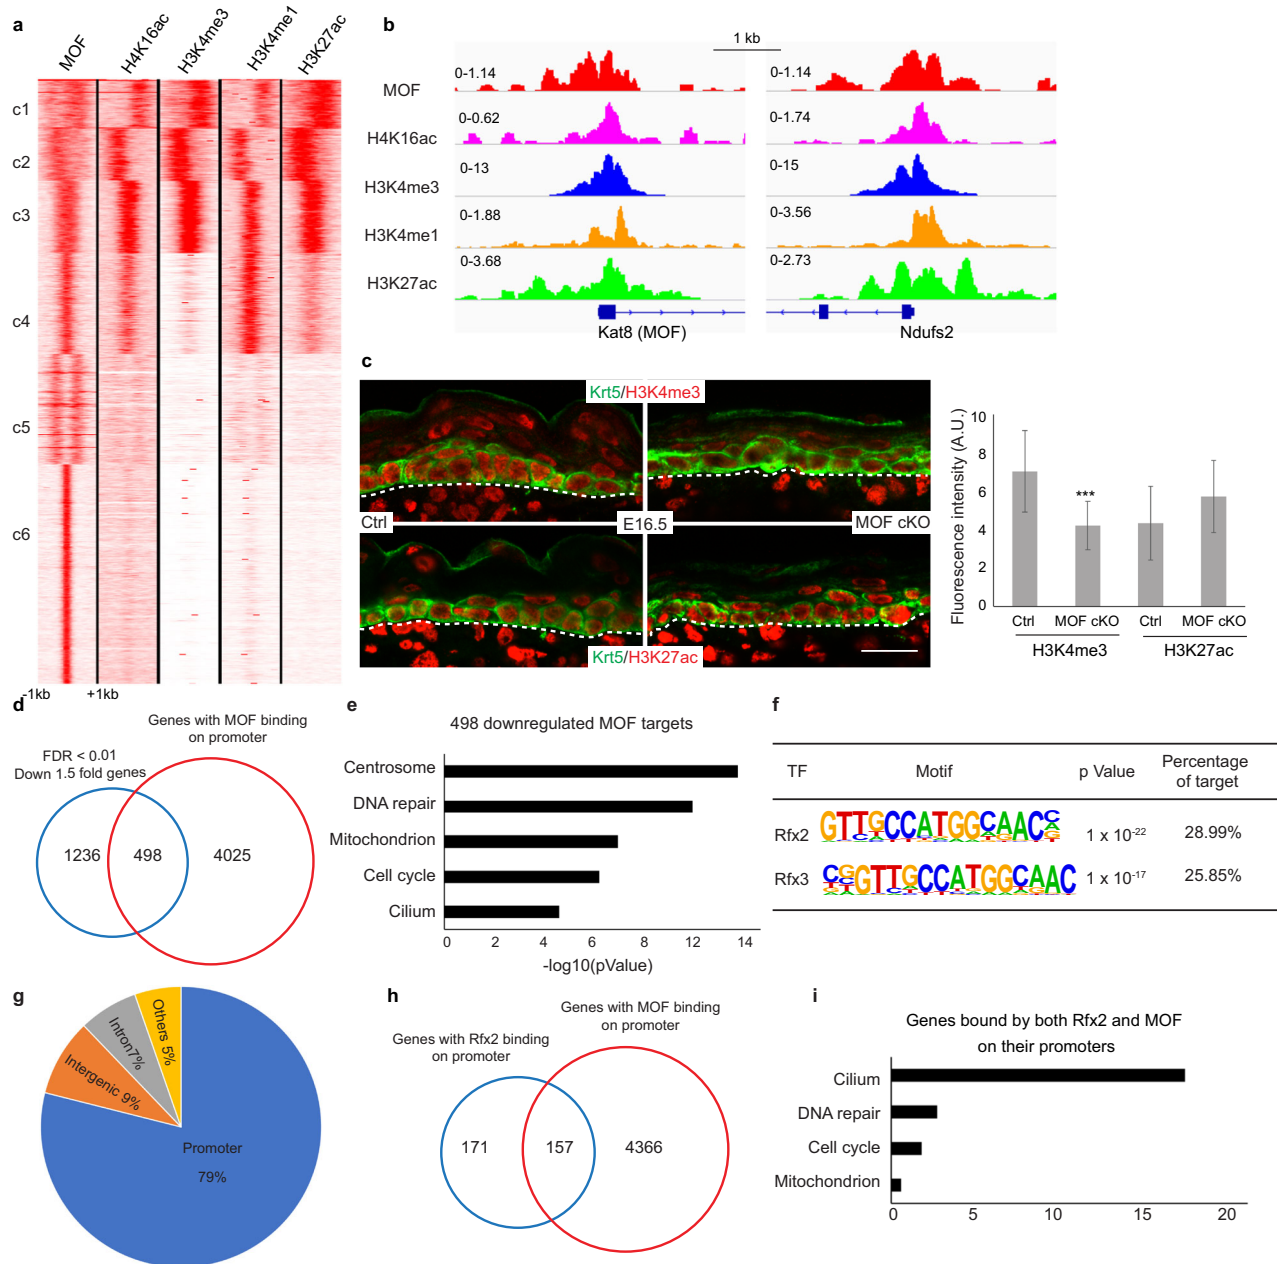 a
MOF
H4K16ac
H3K4me3
H3K4me1
H3K27ac
c1
c2
c3
c4
c5
c6
-1kb
+1kb
b
1 kb
MOF
0-1.14
0-1.14
H4K16ac
0-0.62
0-1.74
H3K4me3
0-13
0-15
H3K4me1
0-1.88
0-3.56
H3K27ac
0-3.68
0-2.73
Kat8 (MOF)
Ndufs2
c
Krt5/H3K4me3
Ctrl
E16.5
MOF cKO
Krt5/H3K27ac
Fluorescence intensity (A.U.)
10
8
6
4
2
0
***
Ctrl
MOF cKO
Ctrl
MOF cKO
H3K4me3
H3K27ac
d
Genes with MOF binding
on promoter
FDR < 0.01
Down 1.5 fold genes
1236
498
4025
e
498 downregulated MOF targets
Centrosome
DNA repair
Mitochondrion
Cell cycle
Cilium
0 2 4 6 8 12 14
-log10(pValue)
f
TF Motif p Value Percentage
of target
Rfx2 GTTGCCATGGCAACC 1 x 10-22 28.99%
Rfx3 CGGTTGCCATGGCAAC 1 x 10-17 25.85%
g
Others 5%
Intron7%
Intergenic 9%
Promoter
79%
h
Genes with MOF binding
on promoter
Genes with Rfx2 binding
on promoter
171
157
4366
i
Genes bound by both Rfx2 and MOF
on their promoters
Cilium
DNA repair
Cell cycle
Mitochondrion
0 5 10 15 20